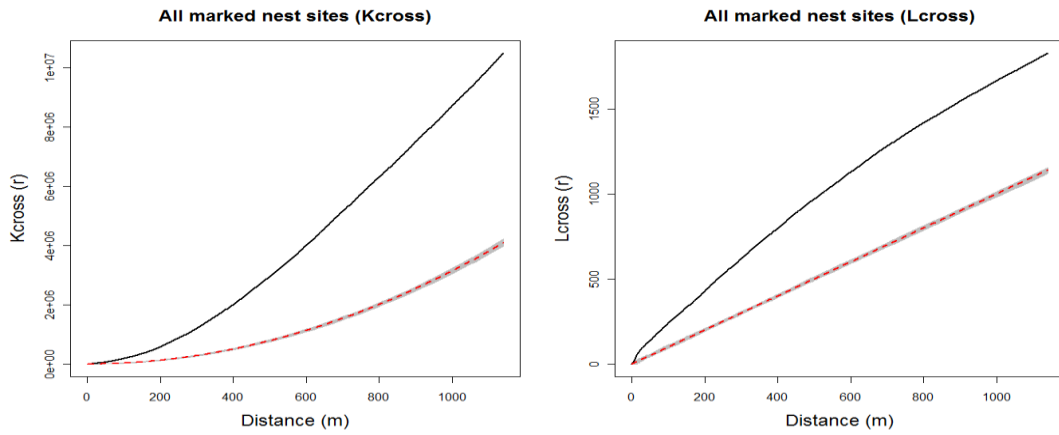 All marked nest sites (Kcross)
Kcross (r)
1e+07
8e+06
6e+06
4e+06
2e+06
0e+00
0 200 400 600 800 1000
Distance (m)
All marked nest sites (Lcross)
Lcross (r)
1500
1000
500
0
0 200 400 600 800 1000
Distance (m)